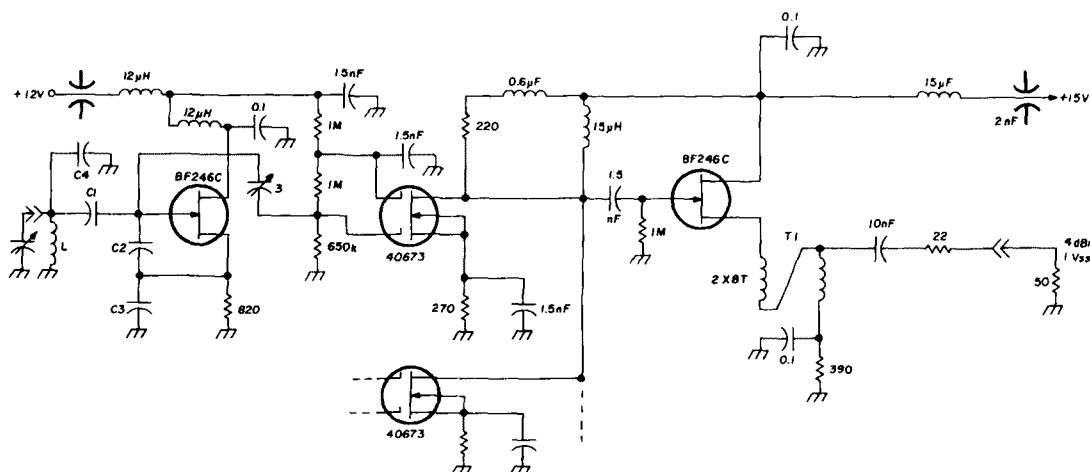 0.1
+12V
12µH
1.5nF
0.6µF
15µF
+15V
2nF
12µH
0.1
1M
220
15µH
C4
BF246C
1.5nF
BF246C
C1
3
1M
1.5
nF
L
C2
650k
1M
T1
10nF
22
4dBm
1Vss
40673
2X8T
50
C3
820
270
1.5nF
0.1
390
40673